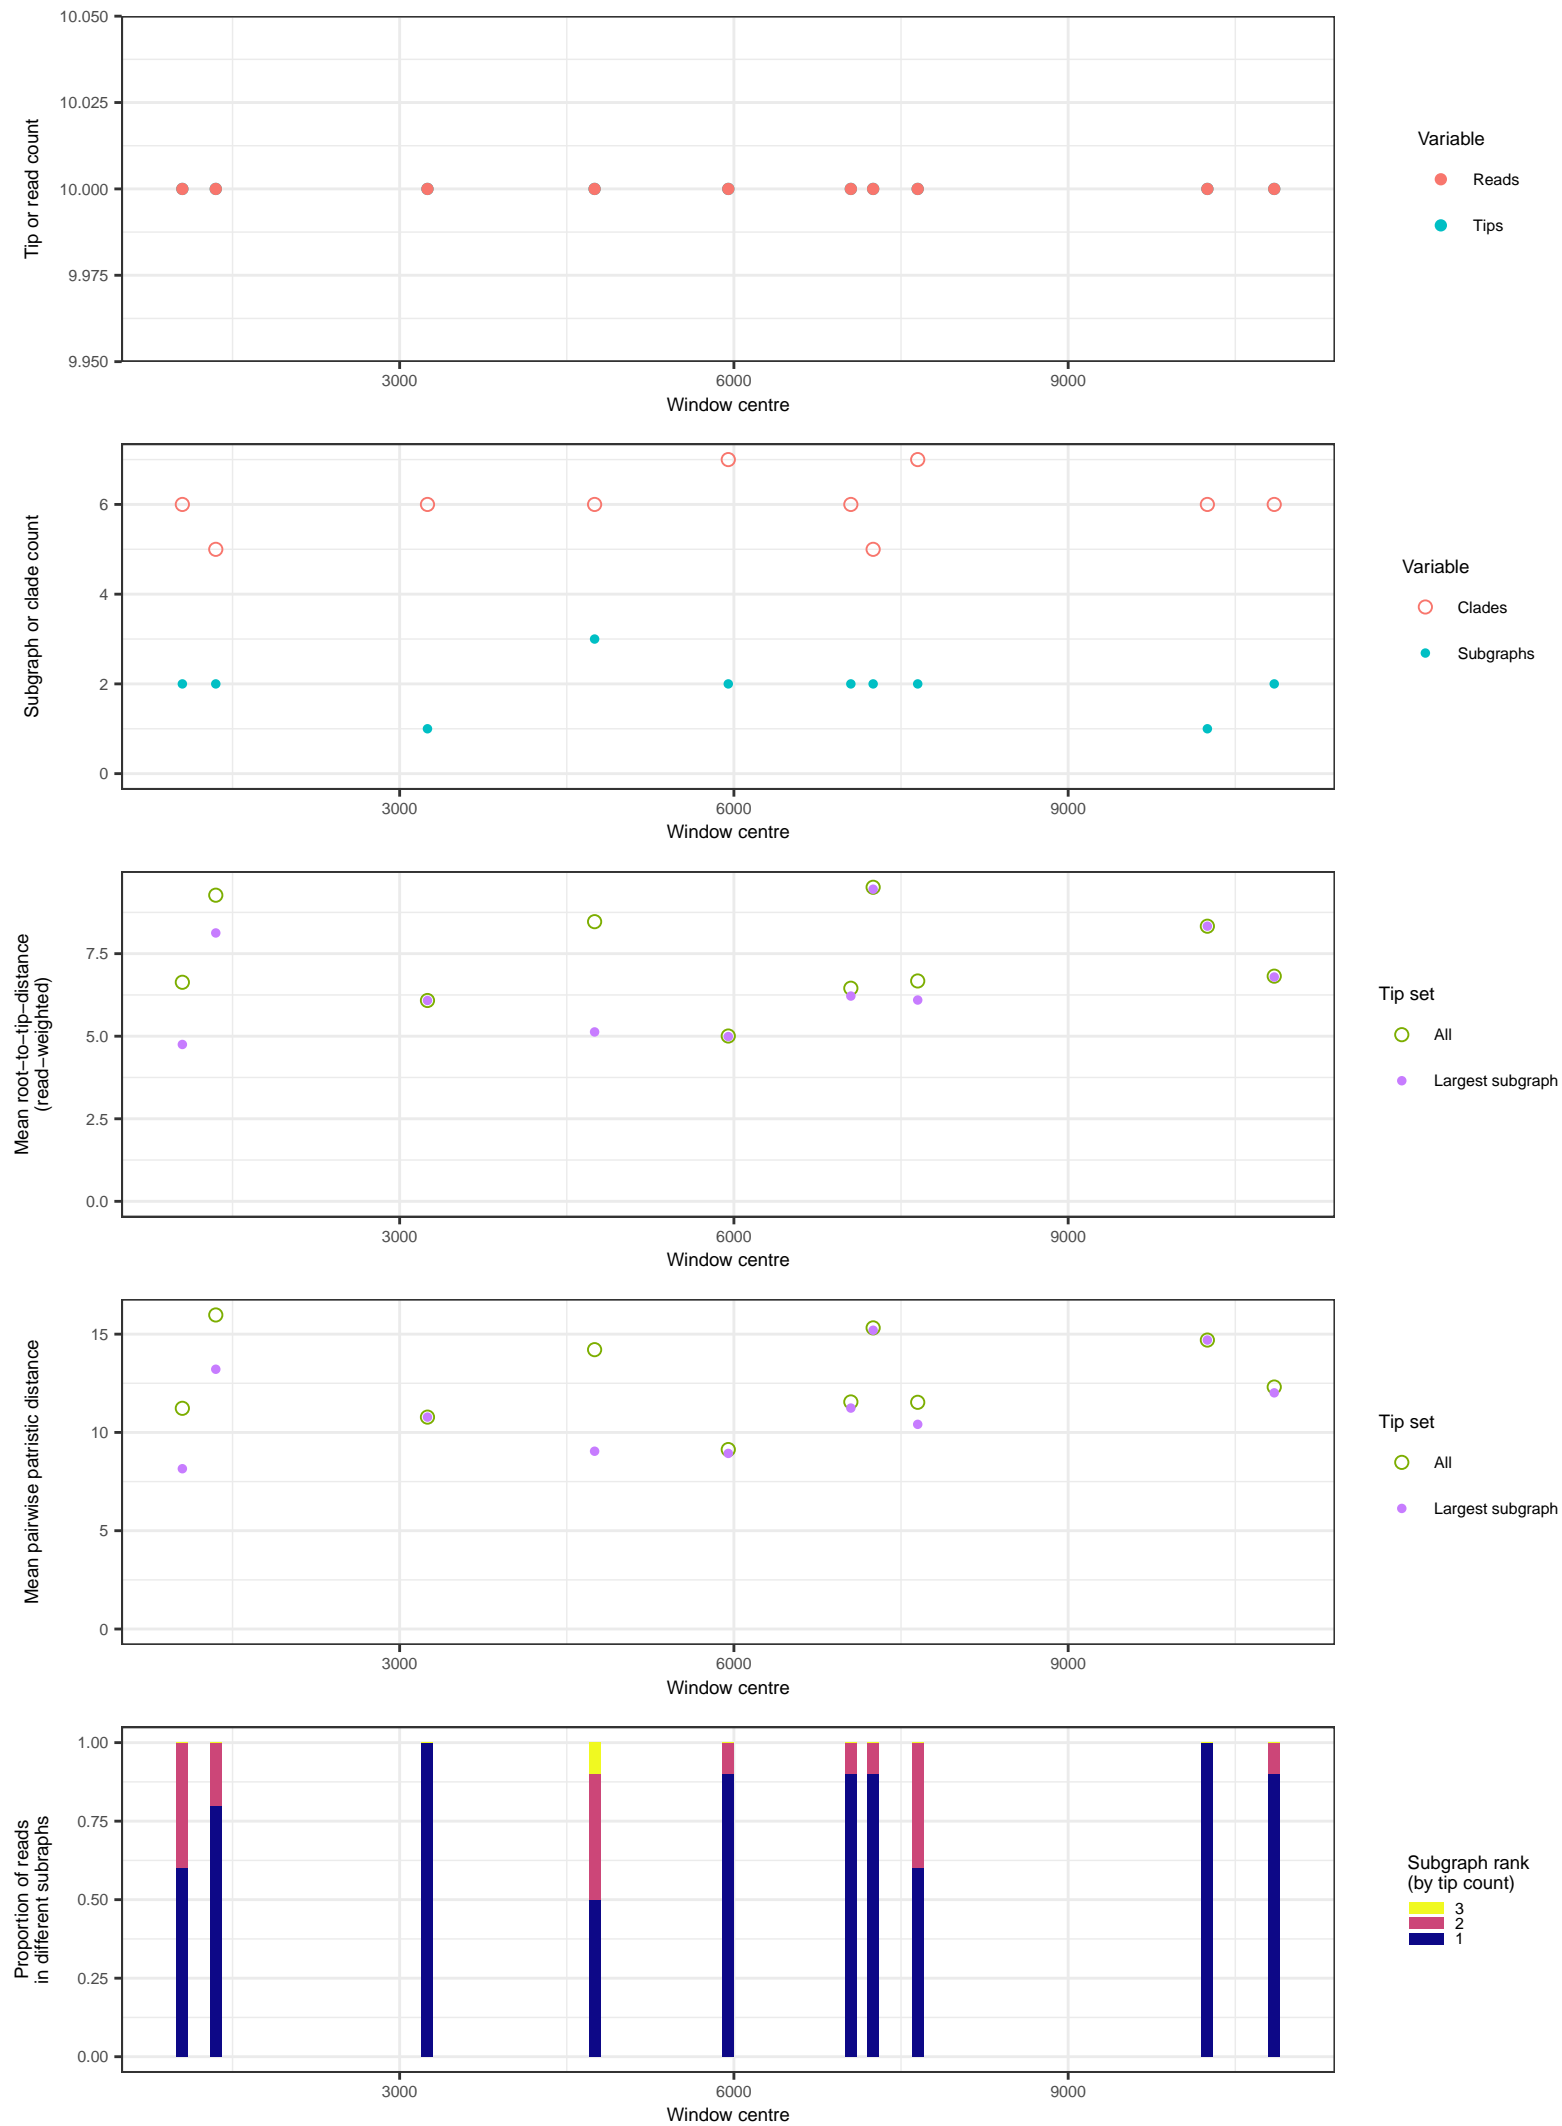 10.050
10.025
10.000
9.975
9.950
Tip or read count
3000 6000 9000
Window centre
Variable
Reads
Tips
6
4
2
0
Subgraph or clade count
3000 6000 9000
Window centre
Variable
Clades
Subgraphs
7.5
5.0
2.5
0.0
Mean root−to−tip−distance
(read−weighted)
3000 6000 9000
Window centre
Tip set
All
Largest subgraph
15
10
5
0
Mean pairwise patristic distance
3000 6000 9000
Window centre
Tip set
All
Largest subgraph
1.00
0.75
0.50
0.25
0.00
Proportion of reads
in different subraphs
3000 6000 9000
Window centre
Subgraph rank
(by tip count)
3
2
1